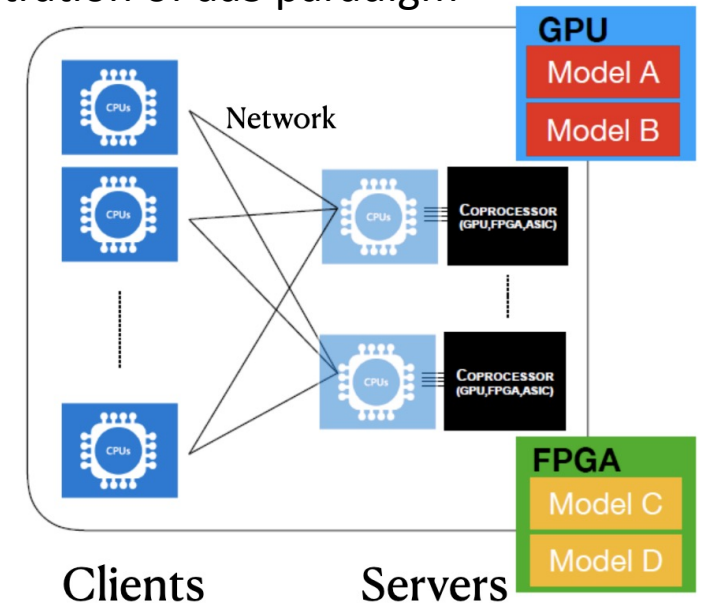 GPU
Model A
Model B
CPUs
Network
CPUs
CPUs
COPROCESSOR
(GPU,FPGA,ASIC)
CPUs
COPROCESSOR
(GPU,FPGA,ASIC)
CPUs
FPGA
Model C
Model D
Clients
Servers